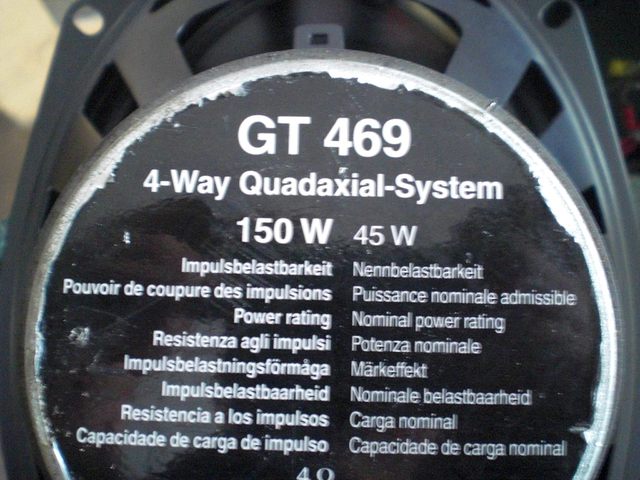 GT 469
4-Way Quadaxial-System
150 W 45 W
Impulsbelastbarkeit Nennbelastbarkeit
Pouvoir de coupure des impulsions Puissance nominale admissible
Power rating Nominal power rating
Resistenza agli impulsi Potenza nominale
Impulsbelastningsförmåga Märkeffekt
Impulsbelastbaarheid Nominale belastbaarheid
Resistencia a los impulsos Carga nominal
Capacidade de carga de impulso Capacidade de carga nominal
4 Ω